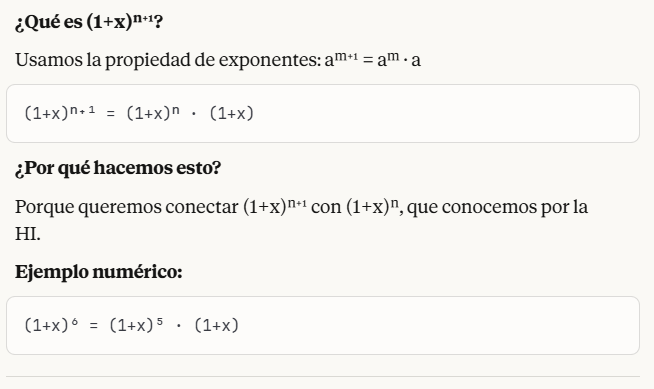 ¿Qué es (1+x)ⁿ⁺¹?
Usamos la propiedad de exponentes: aᵐ⁺¹ = aᵐ · a
(1+x)ⁿ⁺¹ = (1+x)ⁿ · (1+x)
¿Por qué hacemos esto?
Porque queremos conectar (1+x)ⁿ⁺¹ con (1+x)ⁿ, que conocemos por la
HI.
Ejemplo numérico:
(1+x)⁶ = (1+x)⁵ · (1+x)